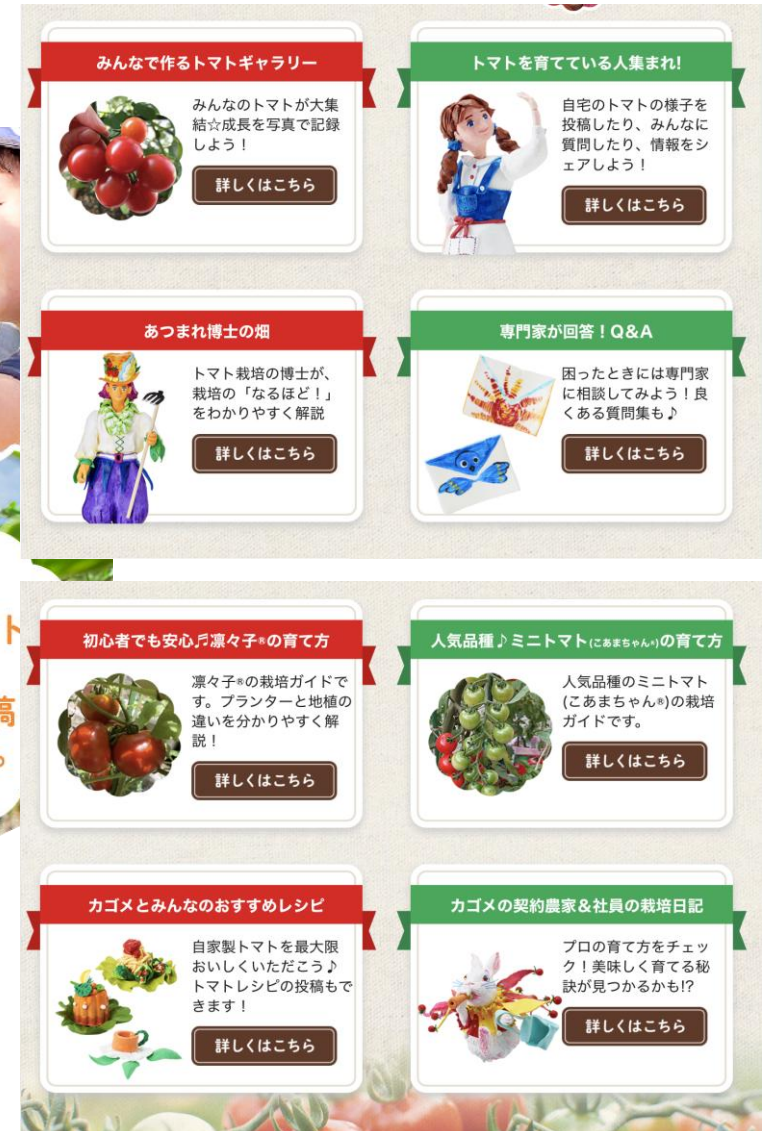 みんなで作るトマトギャラリー
みんなのトマトが大集
結☆成長を写真で記録
しよう！
詳しくはこちら
トマトを育てている人集まれ!
自宅のトマトの様子を
投稿したり、みんなに
質問したり、情報をシ
ェアしよう！
詳しくはこちら
あつまれ博士の畑
トマト栽培の博士が、
栽培の「なるほど！」
をわかりやすく解説
詳しくはこちら
専門家が回答！Q&A
困ったときには専門家
に相談してみよう！良
くある質問集も♪
詳しくはこちら
ト
稿
。
初心者でも安心♬凛々子®の育て方
凛々子®の栽培ガイドで
す。プランターと地植の
違いを分かりやすく解
説！
詳しくはこちら
人気品種♪ミニトマト(こあまちゃん®)の育て方
人気品種のミニトマト
(こあまちゃん®)の栽培
ガイドです。
詳しくはこちら
カゴメとみんなのおすすめレシピ
自家製トマトを最大限
おいしくいただこう♪
トマトレシピの投稿もで
きます！
詳しくはこちら
カゴメの契約農家&社員の栽培日記
プロの育て方をチェッ
ク！美味しく育てる秘
訣が見つかるかも!?
詳しくはこちら